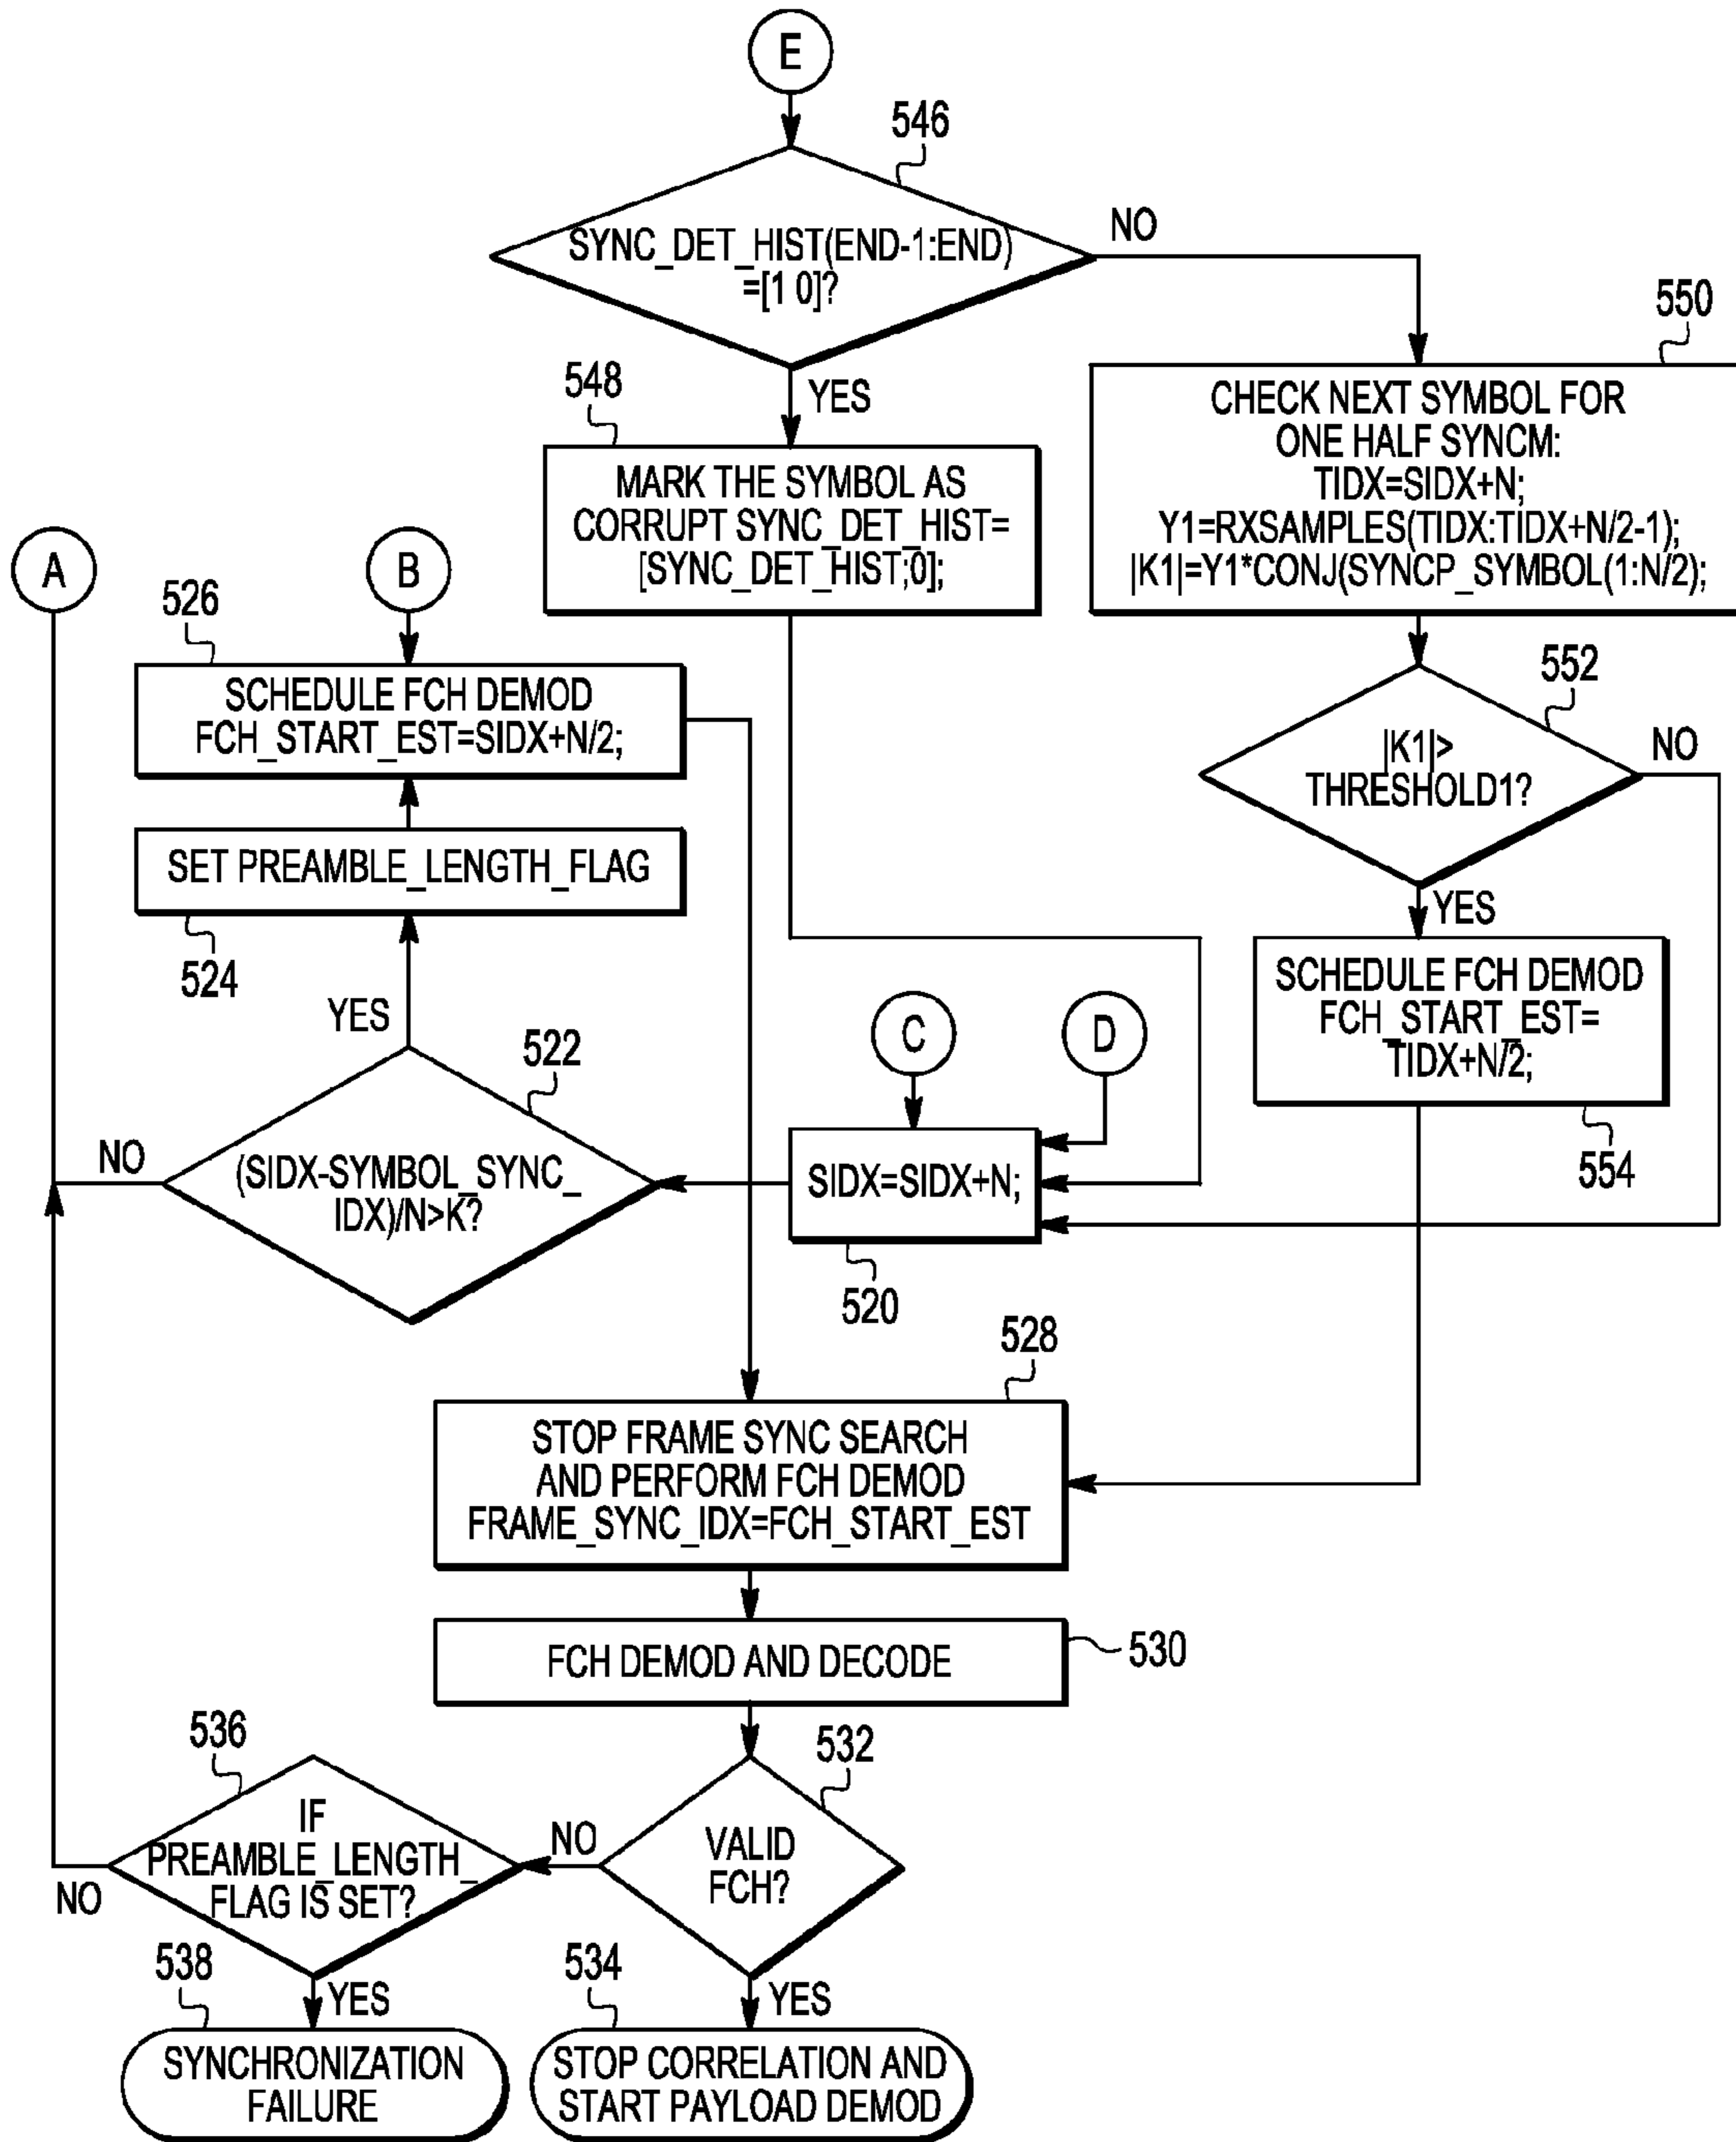 E
546
SYNC_DET_HIST(END-1:END)
=[1 0]?
NO
YES
550
CHECK NEXT SYMBOL FOR
ONE HALF SYNCM:
TIDX=SIDX+N;
Y1=RXSAMPLES(TIDX:TIDX+N/2-1);
|K1|=Y1*CONJ(SYNCP_SYMBOL(1:N/2);
548
MARK THE SYMBOL AS
CORRUPT SYNC_DET_HIST=
[SYNC_DET_HIST;0];
A
B
526
SCHEDULE FCH DEMOD
FCH_START_EST=SIDX+N/2;
552
|K1|>
THRESHOLD1?
NO
YES
SET PREAMBLE_LENGTH_FLAG
524
YES
SCHEDULE FCH DEMOD
FCH_START_EST=
TIDX+N/2;
554
C
D
522
(SIDX-SYMBOL_SYNC_
IDX)/N>K?
NO
SIDX=SIDX+N;
520
528
STOP FRAME SYNC SEARCH
AND PERFORM FCH DEMOD
FRAME_SYNC_IDX=FCH_START_EST
FCH DEMOD AND DECODE
530
536
IF
PREAMBLE_LENGTH_
FLAG IS SET?
NO
YES
532
VALID
FCH?
NO
YES
538
SYNCHRONIZATION
FAILURE
534
STOP CORRELATION AND
START PAYLOAD DEMOD